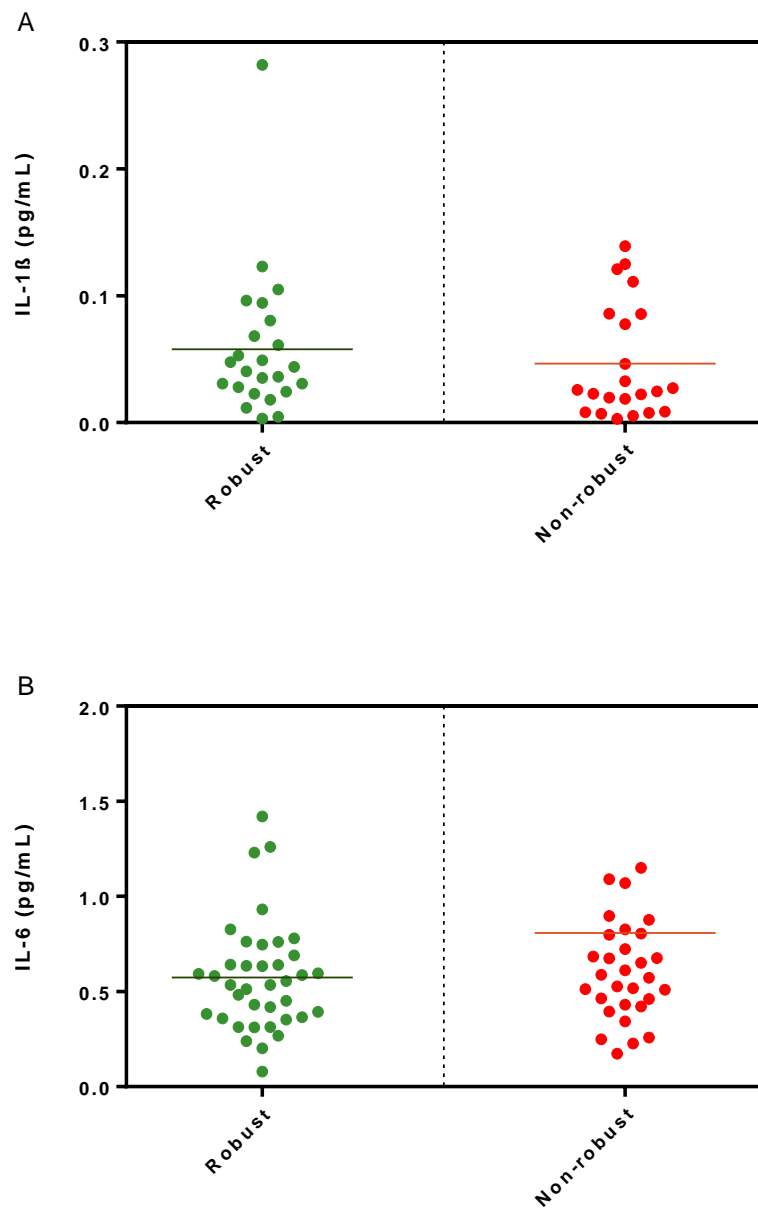 A
0.3
0.2
0.1
0.0
IL-1ß (pg/mL)
Robust
Non-robust
B
2.0
1.5
1.0
0.5
0.0
IL-6 (pg/mL)
Robust
Non-robust